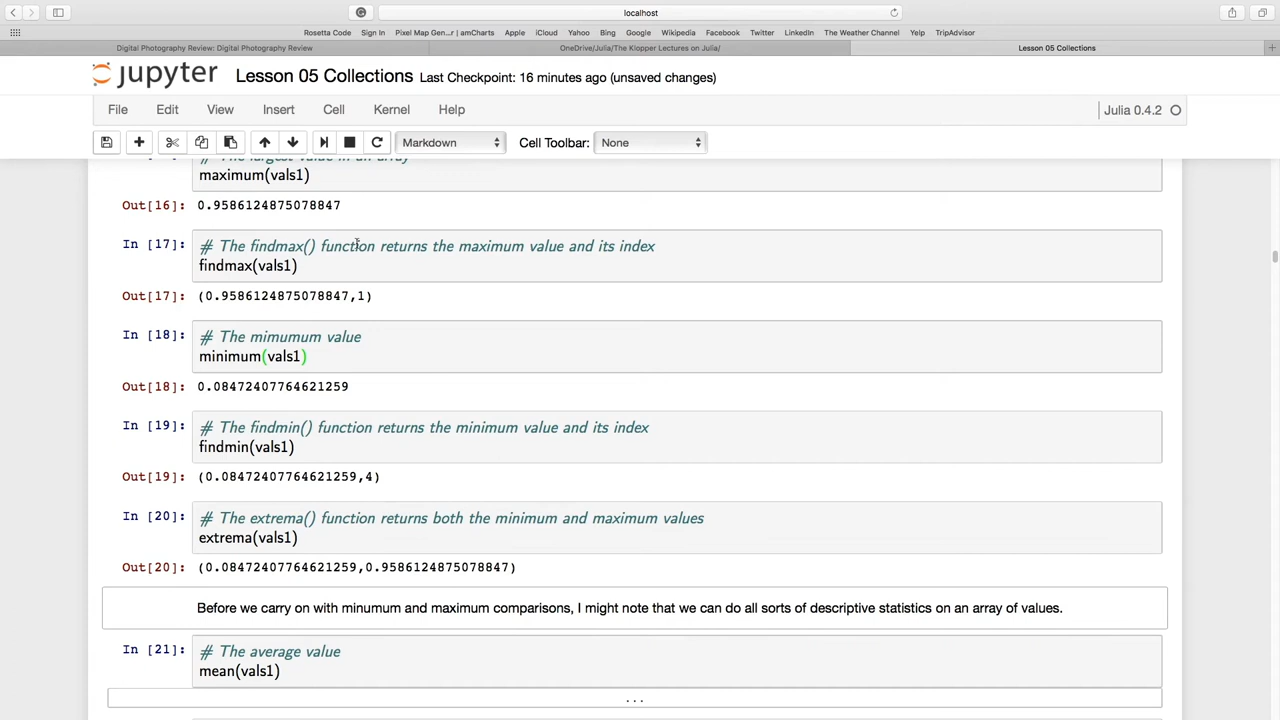 localhost
Rosetta Code Sign In Pixel Map Gen...r | amCharts Apple iCloud Yahoo Bing Google Wikipedia Facebook Twitter LinkedIn The Weather Channel Yelp TripAdvisor
Digital Photography Review: Digital Photography Review OneDrive/Julia/The Klopper Lectures on Julia/ Lesson 05 Collections +
jupyter Lesson 05 Collections Last Checkpoint: 16 minutes ago (unsaved changes)
File Edit View Insert Cell Kernel Help Julia 0.4.2
Markdown Cell Toolbar: None
# The largest value in an array
maximum(vals1)
Out[16]: 0.9586124875078847
In [17]: # The findmax() function returns the maximum value and its index
findmax(vals1)
Out[17]: (0.9586124875078847,1)
In [18]: # The mimumum value
minimum(vals1)
Out[18]: 0.08472407764621259
In [19]: # The findmin() function returns the minimum value and its index
findmin(vals1)
Out[19]: (0.08472407764621259,4)
In [20]: # The extrema() function returns both the minimum and maximum values
extrema(vals1)
Out[20]: (0.08472407764621259,0.9586124875078847)
Before we carry on with minumum and maximum comparisons, I might note that we can do all sorts of descriptive statistics on an array of values.
In [21]: # The average value
mean(vals1)
...